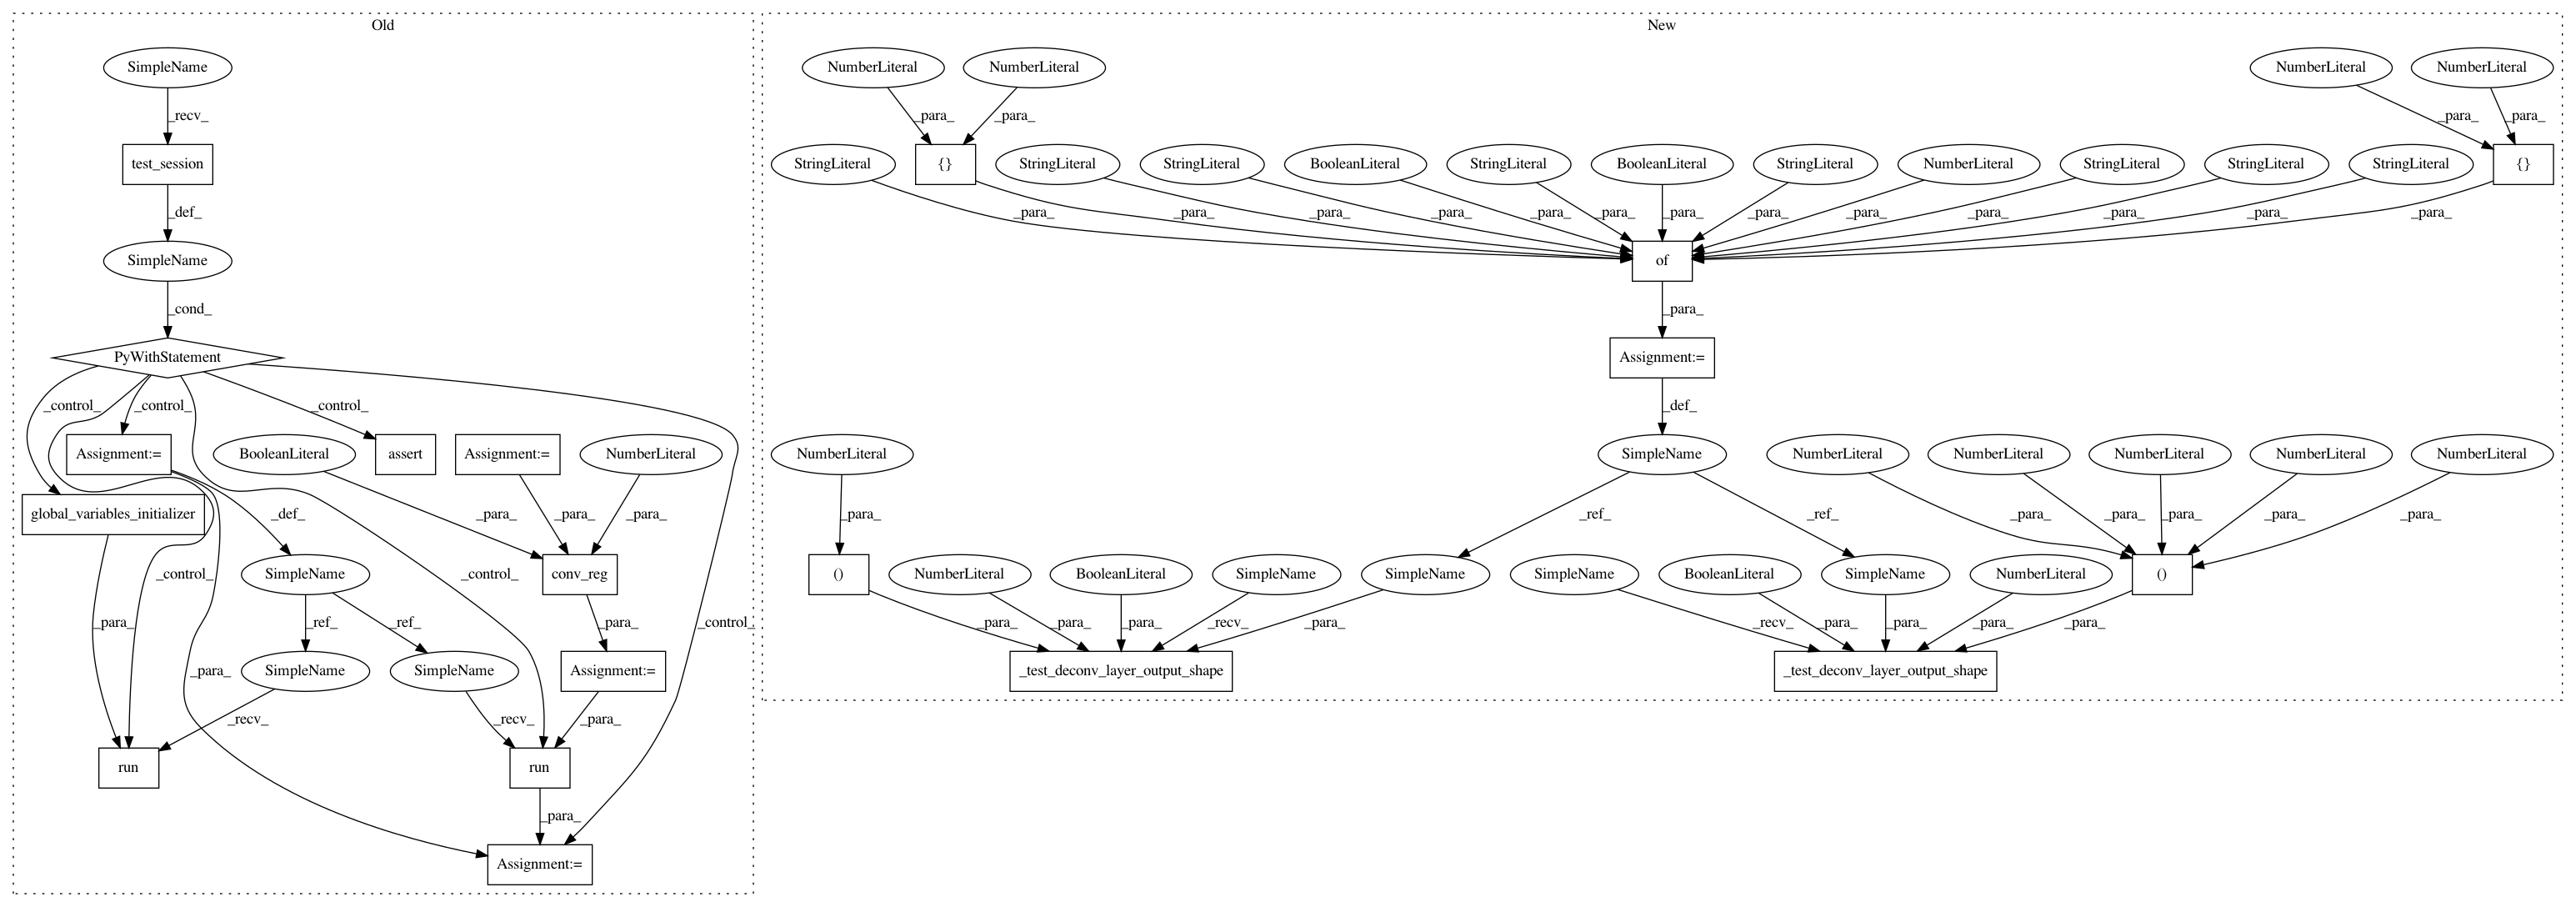 Old
New
SimpleName
NumberLiteral
NumberLiteral
NumberLiteral
NumberLiteral
_recv_
_para_
_para_
_para_
_para_
test_session
StringLiteral
{}
StringLiteral
StringLiteral
BooleanLiteral
StringLiteral
BooleanLiteral
StringLiteral
NumberLiteral
StringLiteral
StringLiteral
StringLiteral
{}
_def_
_para_
_para_
_para_
_para_
_para_
_para_
_para_
_para_
_para_
_para_
_para_
_para_
_para_
SimpleName
of
_cond_
_para_
PyWithStatement
Assignment:=
_control_
_control_
_control_
_def_
Assignment:=
BooleanLiteral
assert
Assignment:=
NumberLiteral
NumberLiteral
SimpleName
NumberLiteral
NumberLiteral
NumberLiteral
NumberLiteral
NumberLiteral
global_variables_initializer
_def_
_para_
_para_
_para_
_para_
_ref_
_ref_
_para_
_para_
_para_
_para_
_para_
_control_
_control_
SimpleName
conv_reg
()
NumberLiteral
BooleanLiteral
SimpleName
SimpleName
SimpleName
BooleanLiteral
SimpleName
NumberLiteral
()
_para_
_ref_
_ref_
_para_
_control_
_para_
_para_
_para_
_recv_
_para_
_recv_
_para_
_para_
_para_
_para_
_para_
SimpleName
SimpleName
Assignment:=
_test_deconv_layer_output_shape
_test_deconv_layer_output_shape
_recv_
_recv_
_para_
run
run
_para_
Assignment:=